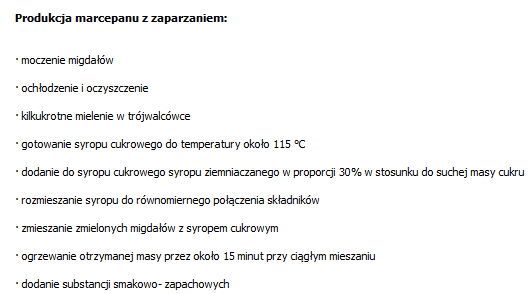 Produkcja marcepanu z zaparzaniem:
· moczenie migdałów
· ochłodzenie i oczyszczenie
· kilkukrotne mielenie w trójwalcówce
· gotowanie syropu cukrowego do temperatury około 115 °C
· dodanie do syropu cukrowego syropu ziemniaczanego w proporcji 30% w stosunku do suchej masy cukru
· rozmieszanie syropu do równomiernego połączenia składników
· zmieszanie zmielonych migdałów z syropem cukrowym
· ogrzewanie otrzymanej masy przez około 15 minut przy ciągłym mieszaniu
· dodanie substancji smakowo- zapachowych